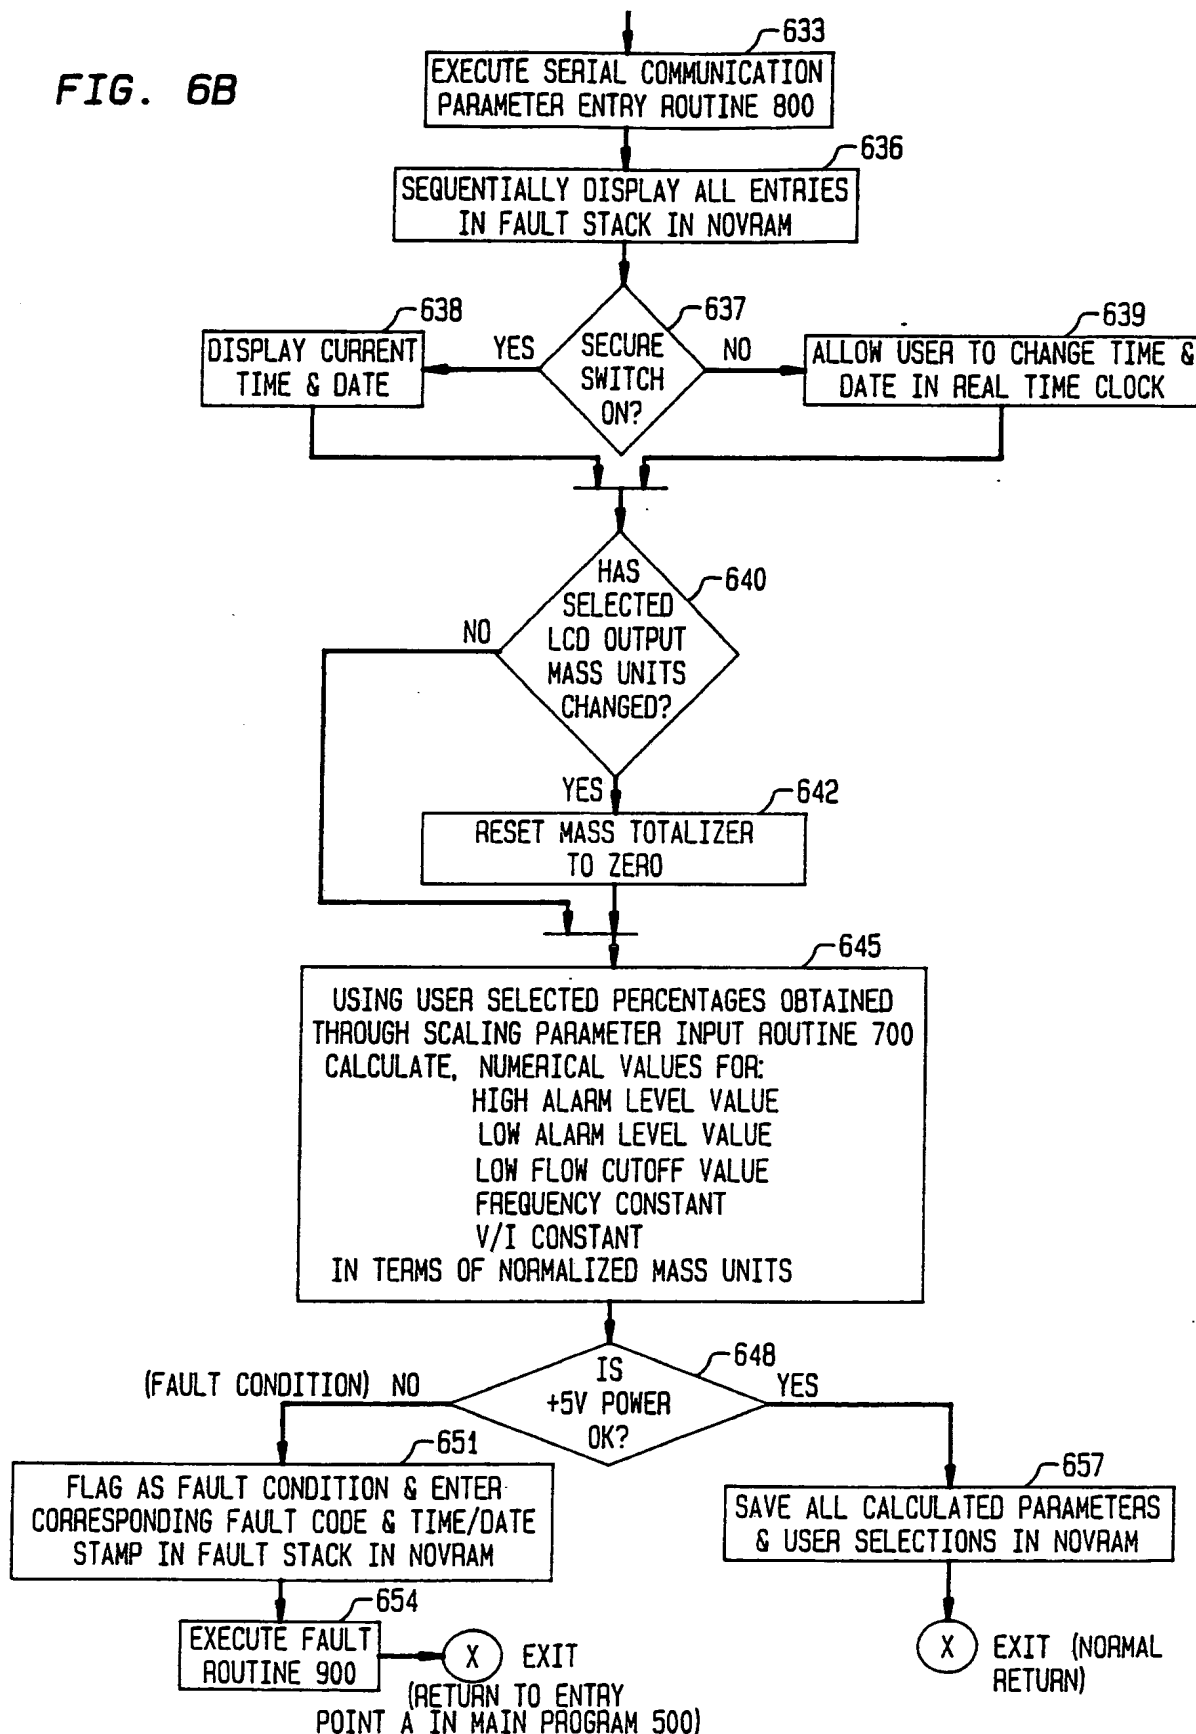 FIG. 6B
633
EXECUTE SERIAL COMMUNICATION
PARAMETER ENTRY ROUTINE 800
636
SEQUENTIALLY DISPLAY ALL ENTRIES
IN FAULT STACK IN NOVRAM
638
DISPLAY CURRENT
TIME & DATE
YES
637
SECURE
SWITCH
ON?
NO
639
ALLOW USER TO CHANGE TIME &
DATE IN REAL TIME CLOCK
640
HAS
SELECTED
LCD OUTPUT
MASS UNITS
CHANGED?
NO
YES
642
RESET MASS TOTALIZER
TO ZERO
645
USING USER SELECTED PERCENTAGES OBTAINED
THROUGH SCALING PARAMETER INPUT ROUTINE 700
CALCULATE, NUMERICAL VALUES FOR:
HIGH ALARM LEVEL VALUE
LOW ALARM LEVEL VALUE
LOW FLOW CUTOFF VALUE
FREQUENCY CONSTANT
V/I CONSTANT
IN TERMS OF NORMALIZED MASS UNITS
648
IS
+5V POWER
OK?
(FAULT CONDITION) NO
YES
651
FLAG AS FAULT CONDITION & ENTER
CORRESPONDING FAULT CODE & TIME/DATE
STAMP IN FAULT STACK IN NOVRAM
657
SAVE ALL CALCULATED PARAMETERS
& USER SELECTIONS IN NOVRAM
654
EXECUTE FAULT
ROUTINE 900
X EXIT
(RETURN TO ENTRY
POINT A IN MAIN PROGRAM 500)
X EXIT (NORMAL
RETURN)